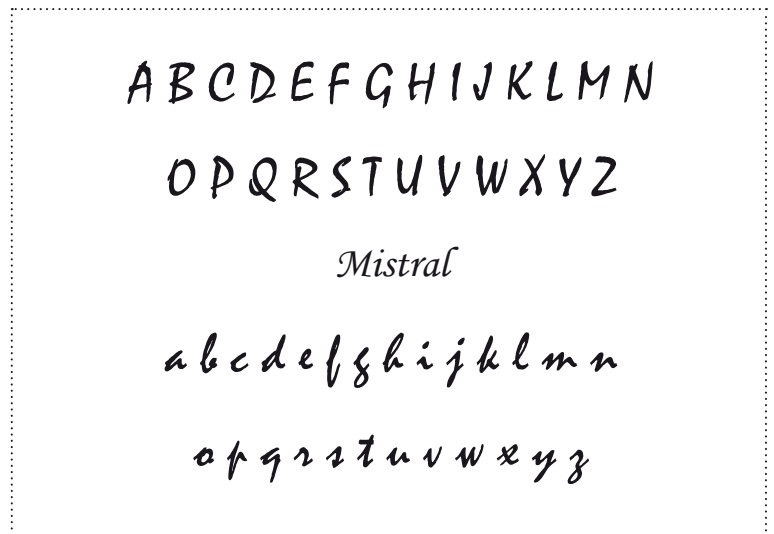 A B C D E F G H I J K L M N
O P Q R S T U V W X Y Z
Mistral
a b c d e f g h i j k l m n
o p q r s t u v w x y z